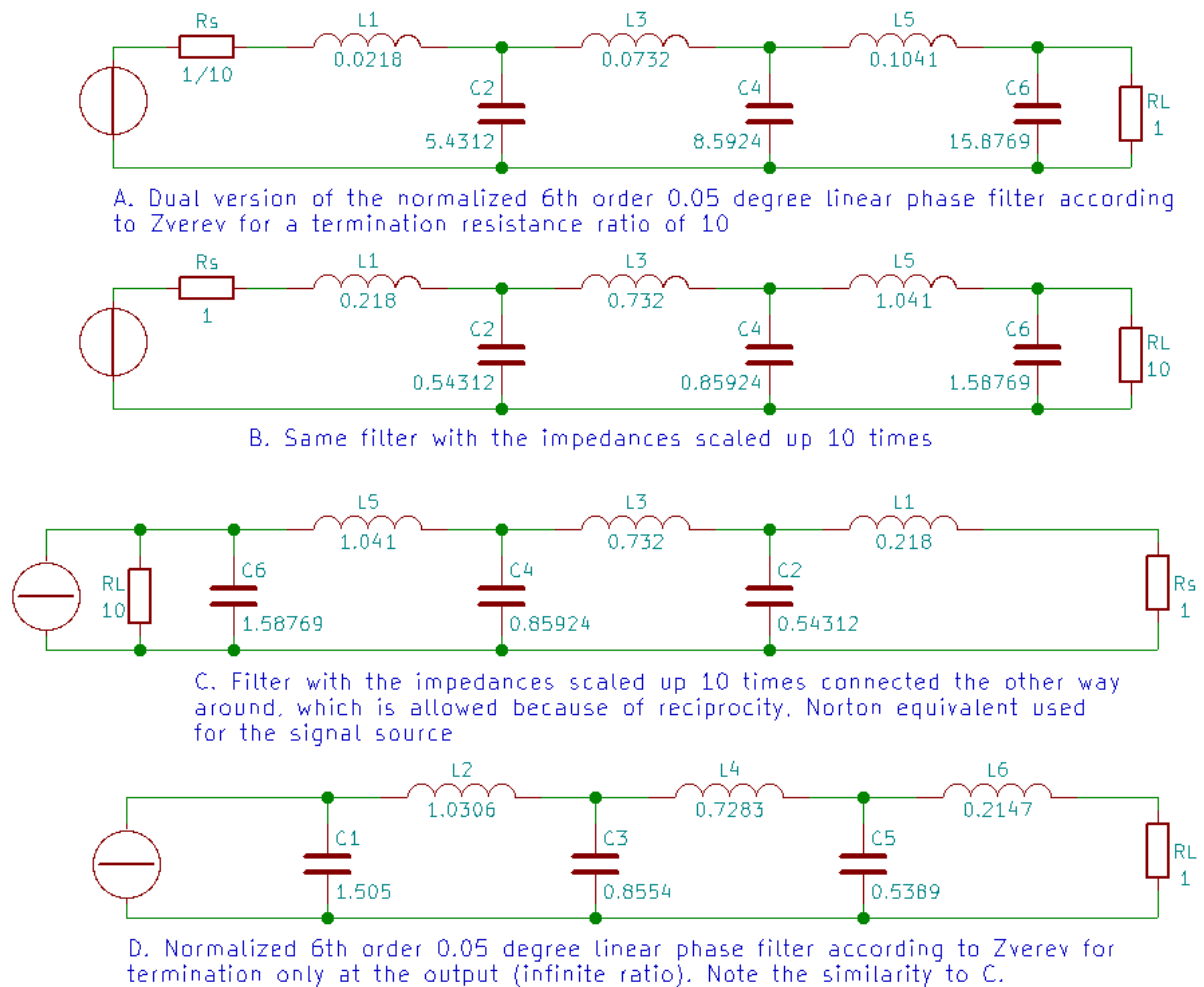 Rs L1 L3 L5
1/10 0.0218 0.0732 0.1041
C2 C4 C6 RL
5.4312 8.5924 15.8769 1
A. Dual version of the normalized 6th order 0.05 degree linear phase filter according
to Zverev for a termination resistance ratio of 10
Rs L1 L3 L5
1 0.218 0.732 1.041
C2 C4 C6 RL
0.54312 0.85924 1.58769 10
B. Same filter with the impedances scaled up 10 times
L5 L3 L1
1.041 0.732 0.218
RL C6 C4 C2 Rs
10 1.58769 0.85924 0.54312 1
C. Filter with the impedances scaled up 10 times connected the other way
around, which is allowed because of reciprocity, Norton equivalent used
for the signal source
L2 L4 L6
1.0306 0.7283 0.2147
C1 C3 C5 RL
1.505 0.8554 0.5389 1
D. Normalized 6th order 0.05 degree linear phase filter according to Zverev for
termination only at the output (infinite ratio). Note the similarity to C.